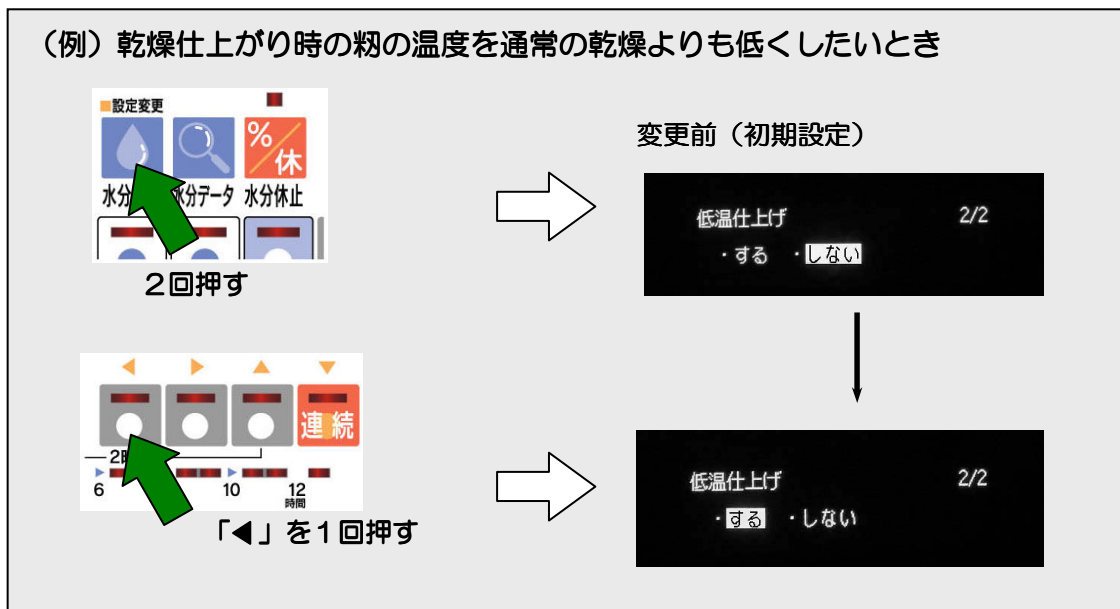 （例）乾燥仕上がり時の籾の温度を通常の乾燥よりも低くしたいとき
■設定変更
%休
水分 水分データ 水分休止
２回押す
変更前（初期設定）
低温仕上げ 2/2
・する ・しない
◀ ▶ ▲ ▼
連続
2時
6 10 12
時間
「◀」を１回押す
低温仕上げ 2/2
・する ・しない